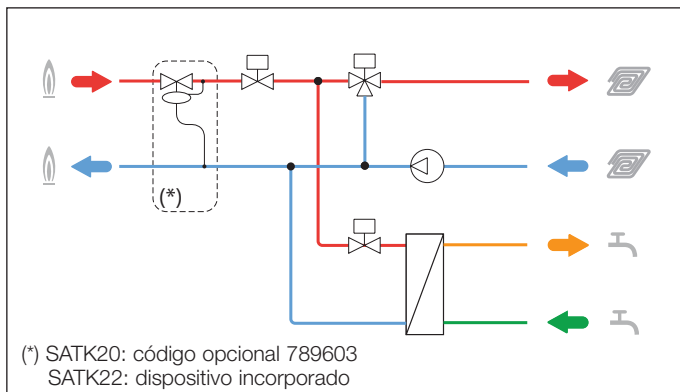 (*)
(*) SATK20: código opcional 789603
SATK22: dispositivo incorporado